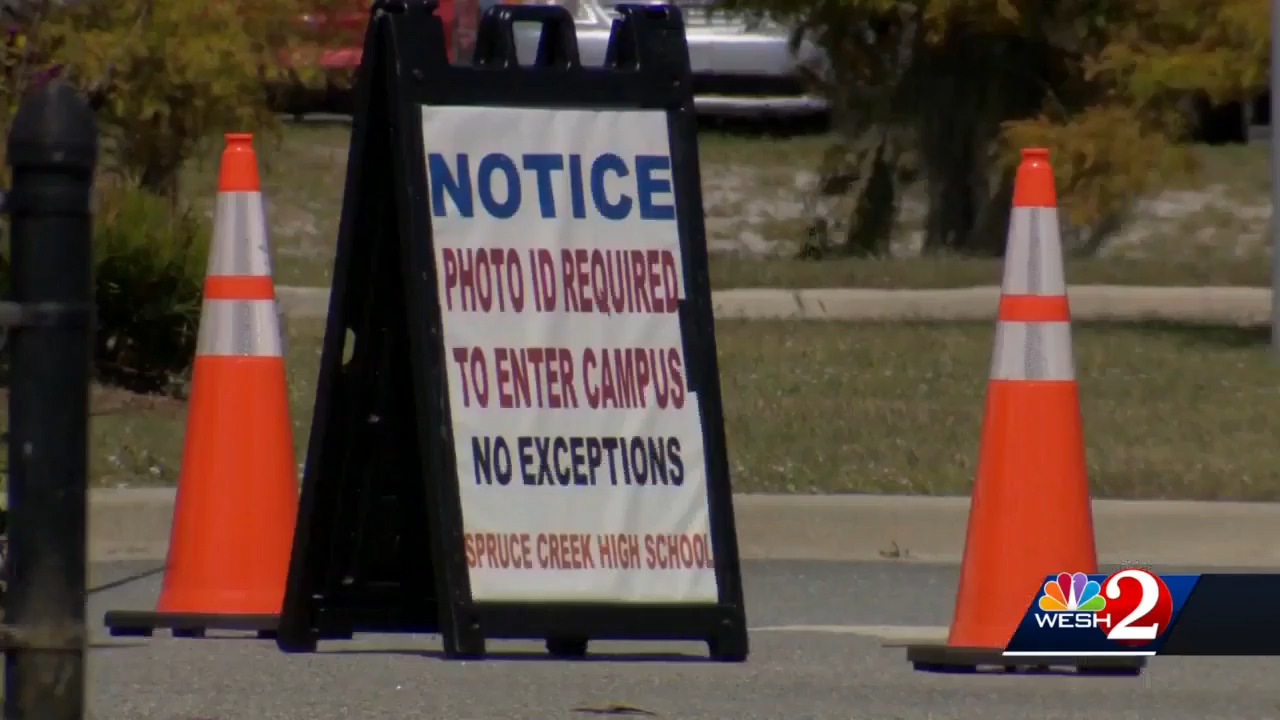 NOTICE
PHOTO ID REQUIRED
TO ENTER CAMPUS
NO EXCEPTIONS
SPRUCE CREEK HIGH SCHOOL
WESH 2